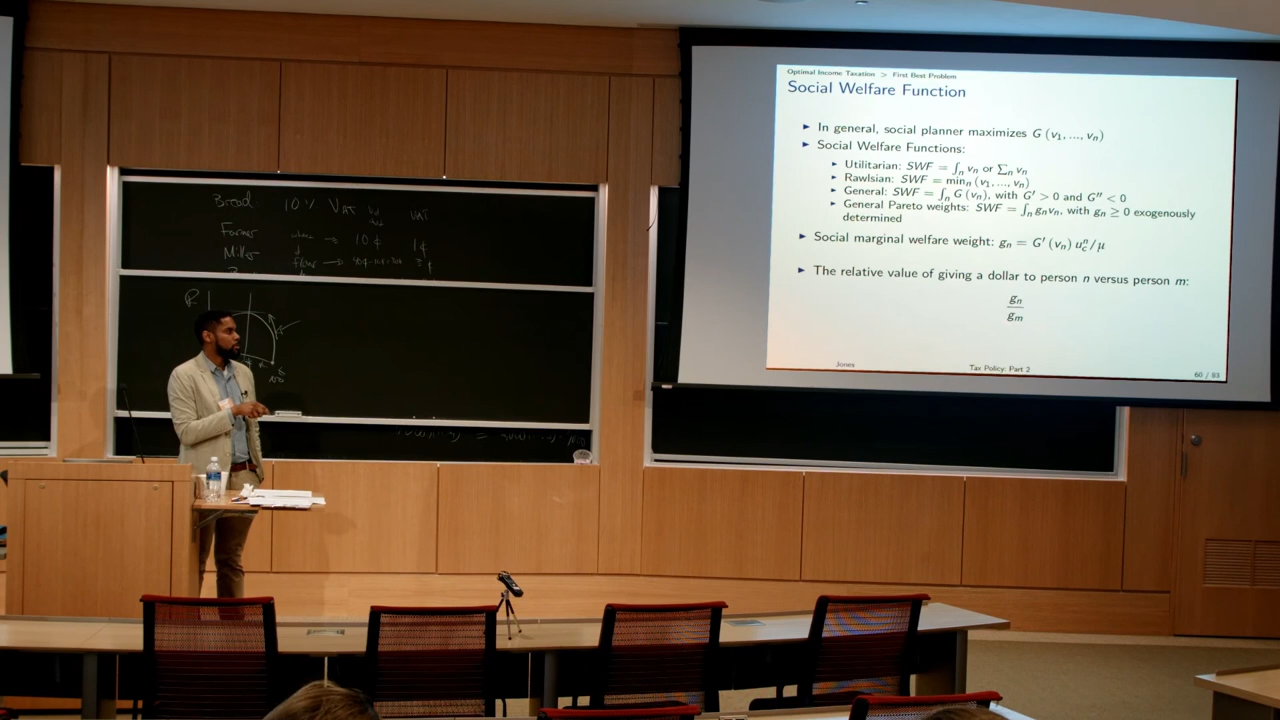 Bread 10% VAT VAT
Farmer 10¢ 1¢
Miller flour 3¢
R
Optimal Income Taxation > First Best Problem
Social Welfare Function
► In general, social planner maximizes G (v₁, ..., vₙ)
► Social Welfare Functions:
► Utilitarian: SWF = ∫ₙ vₙ or ∑ₙ vₙ
► Rawlsian: SWF = minₙ (v₁, ..., vₙ)
► General: SWF = ∫ₙ G (vₙ), with G′ > 0 and G″ < 0
► General Pareto weights: SWF = ∫ₙ gₙvₙ, with gₙ ≥ 0 exogenously
determined
► Social marginal welfare weight: gₙ = G′ (vₙ) u_c^n/μ
► The relative value of giving a dollar to person n versus person m:
gₙ
gₘ
Jones Tax Policy: Part 2 60 / 83